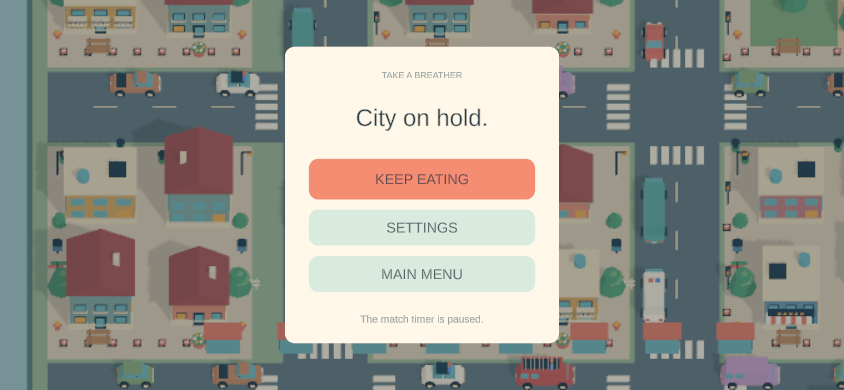 TAKE A BREATHER
City on hold.
KEEP EATING
SETTINGS
MAIN MENU
The match timer is paused.